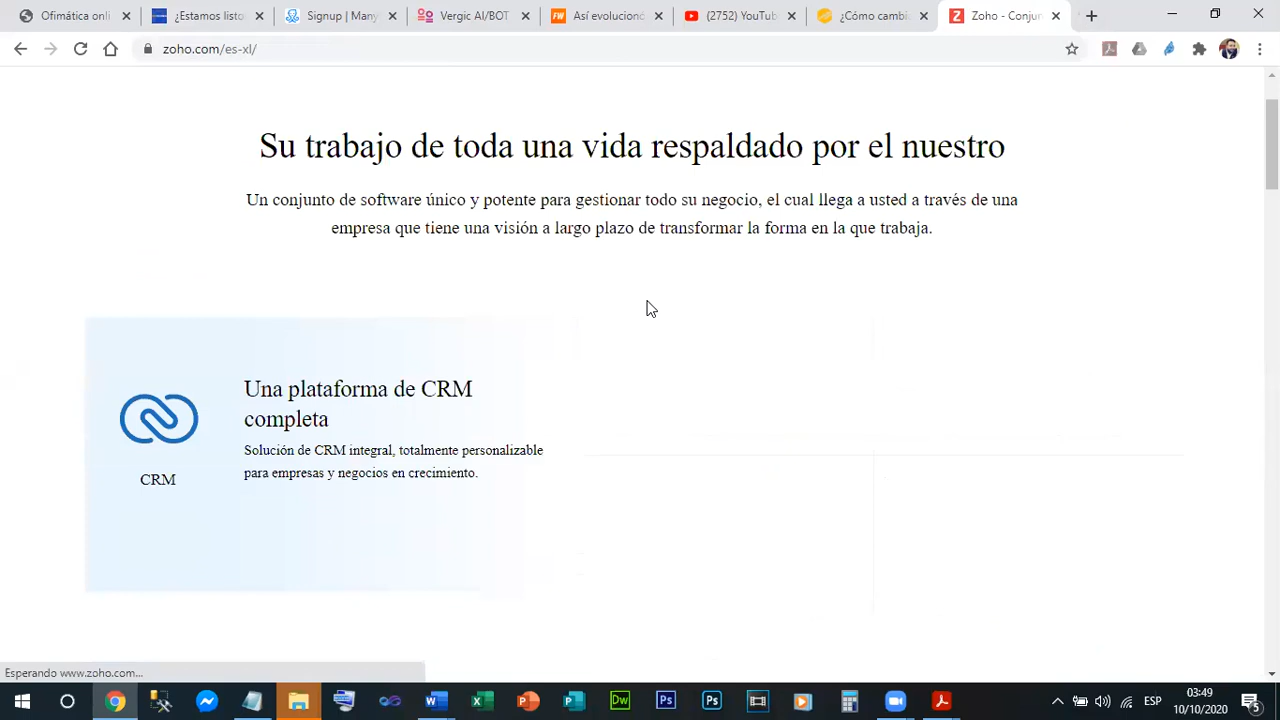 Ofimática onli
¿Estamos listo
Signup | Many
Vergic AI/BOT
Así evolucionó
(2752) YouTub
¿Cómo cambi
Zoho - Conjun
zoho.com/es-xl/
Su trabajo de toda una vida respaldado por el nuestro
Un conjunto de software único y potente para gestionar todo su negocio, el cual llega a usted a través de una
empresa que tiene una visión a largo plazo de transformar la forma en la que trabaja.
Una plataforma de CRM
completa
Solución de CRM integral, totalmente personalizable
para empresas y negocios en crecimiento.
CRM
Esperando www.zoho.com...
ESP
03:49
10/10/2020
5